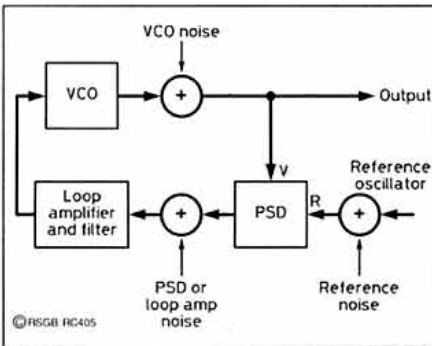 VCO noise
VCO
+
Output
V
Reference
oscillator
Loop
amplifier
and filter
+
PSD
R
+
PSD or
loop amp
noise
Reference
noise
©RSGB RC405